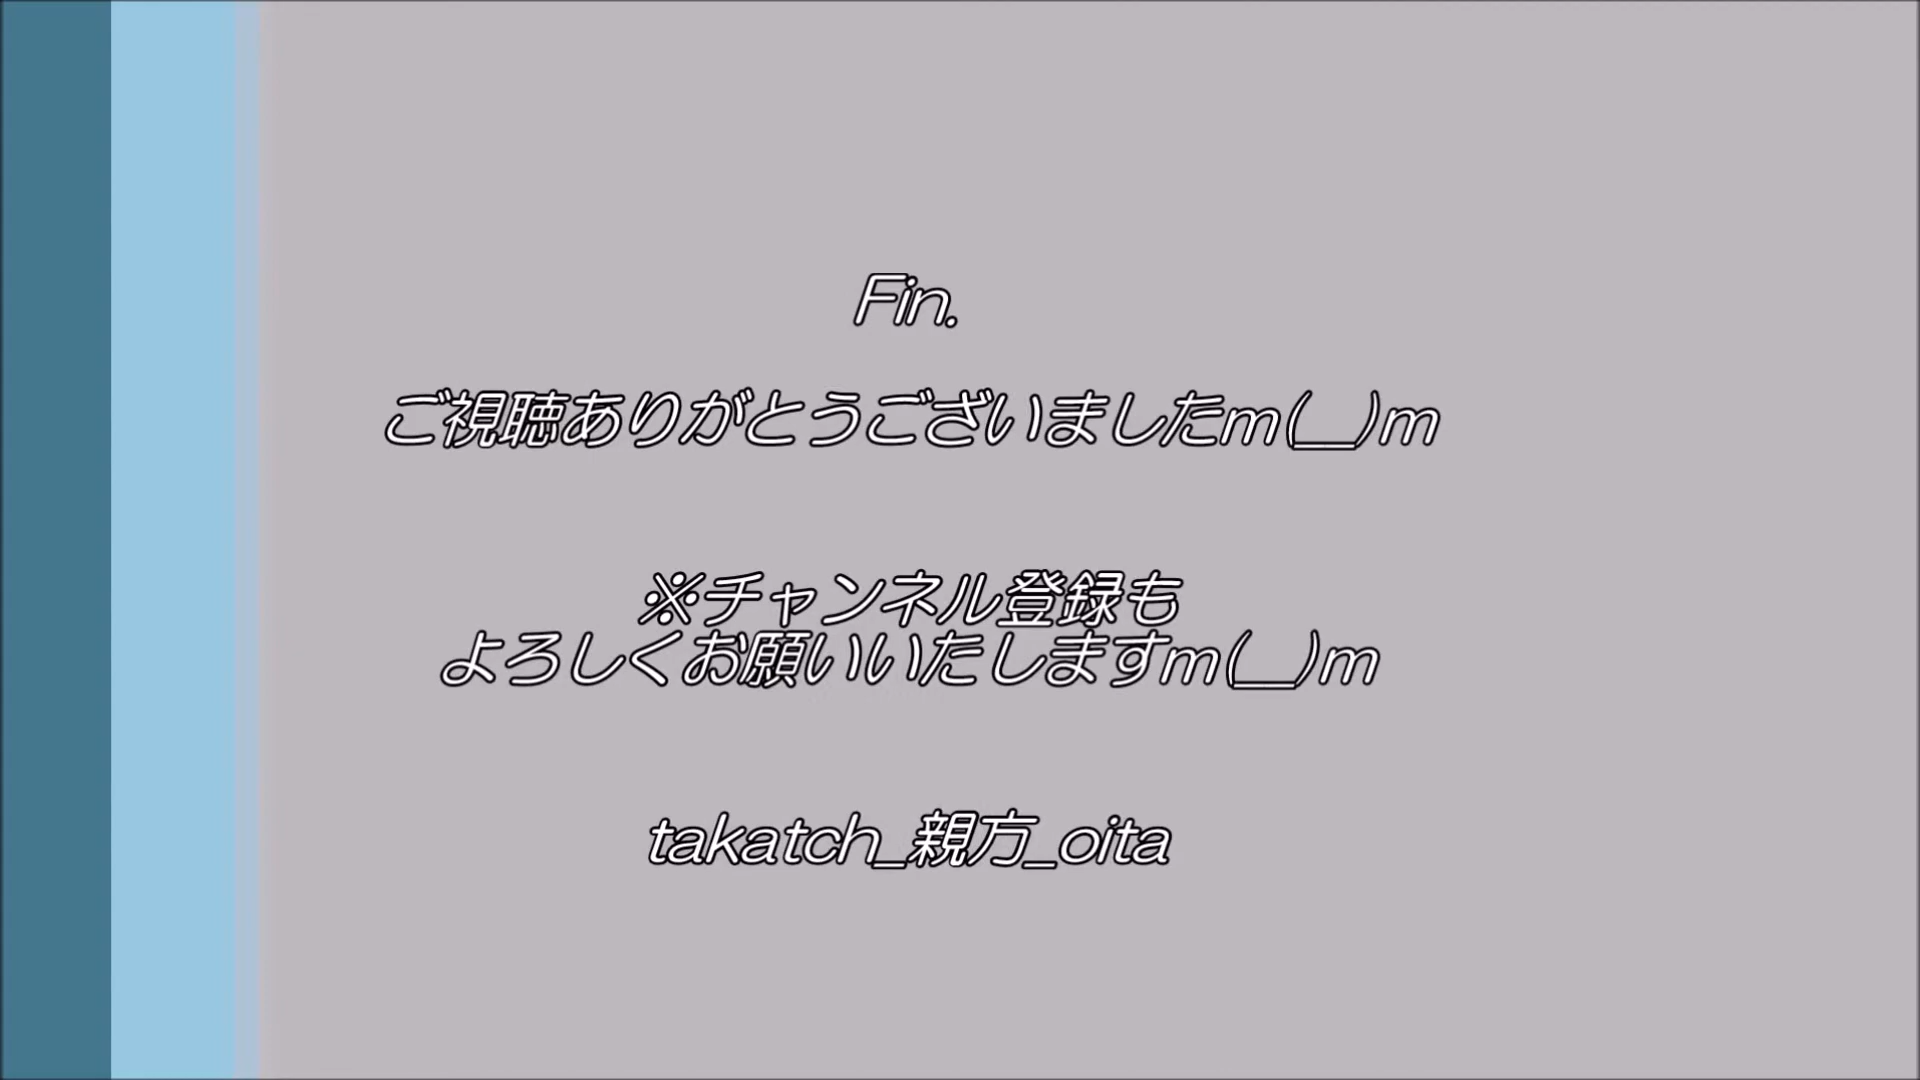 Fin.
ご視聴ありがとうございましたm(__)m
※チャンネル登録も
よろしくお願いいたしますm(__)m
takatch_親方_oita